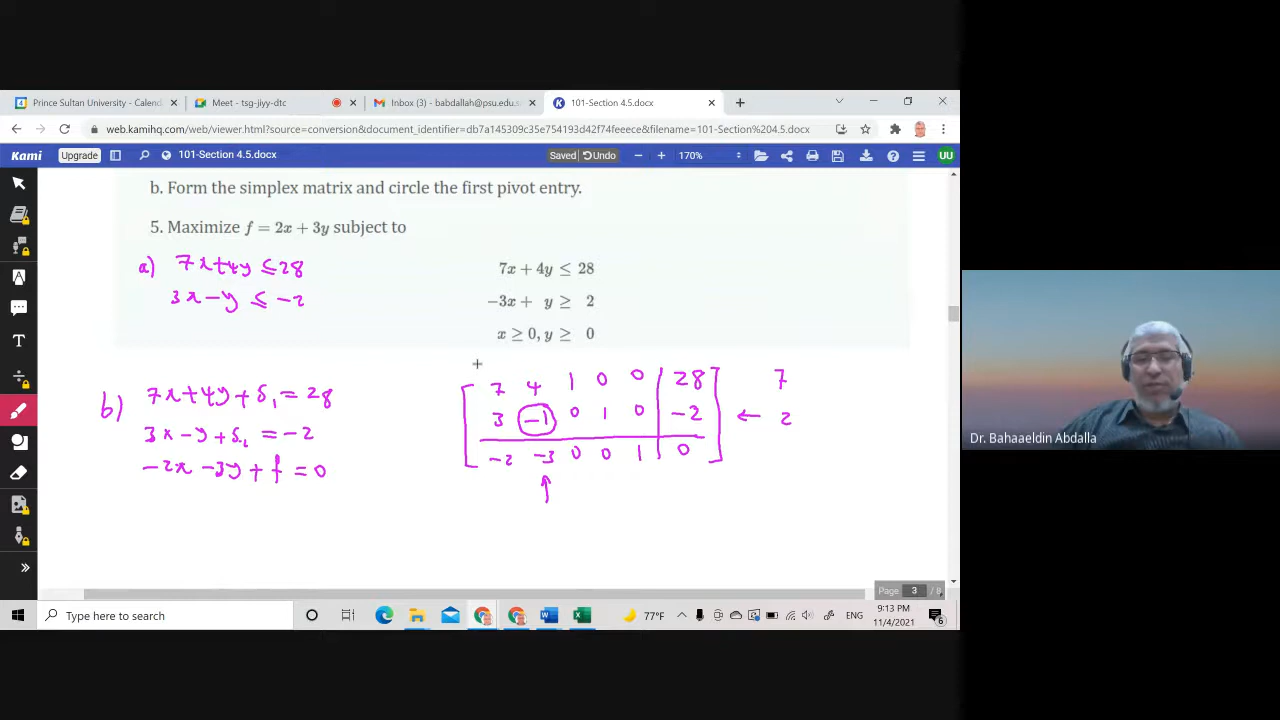 Prince Sultan University - Calend
Meet - tsg-jiyy-dtc
Inbox (3) - babdallah@psu.edu.s
101-Section 4.5.docx
web.kamihq.com/web/viewer.html?source=conversion&document_identifier=db7a145309c35e754193d42f74feeece&filename=101-Section%204.5.docx
Kami
Upgrade
101-Section 4.5.docx
Saved
Undo
170%
UU
b. Form the simplex matrix and circle the first pivot entry.
5. Maximize f = 2x + 3y subject to
a) 7x+4y ≤ 28
3x-y ≤ -2
7x + 4y ≤ 28
-3x + y ≥ 2
x ≥ 0, y ≥ 0
b) 7x+4y+s₁ = 28
3x-y+s₂ = -2
-2x-3y+f = 0
7 4 1 0 0 28 7
3 -1 0 1 0 -2 ← 2
-2 -3 0 0 1 0
↑
Page 3 / 8
Dr. Bahaaeldin Abdalla
Type here to search
77°F
ENG
9:13 PM
11/4/2021
6